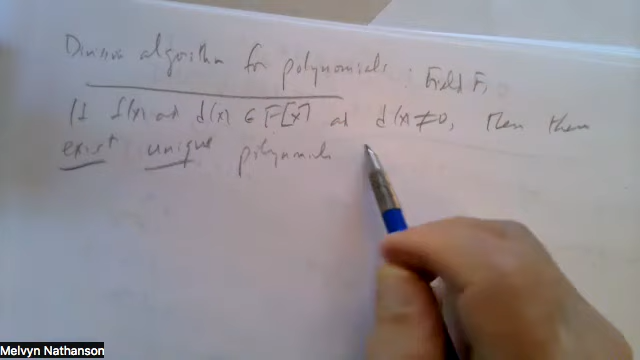 Division algorithm for polynomials : Field F,
If f(x) and d(x) ∈ F[x] and d(x) ≠ 0, then there
exist unique polynomials
Melvyn Nathanson